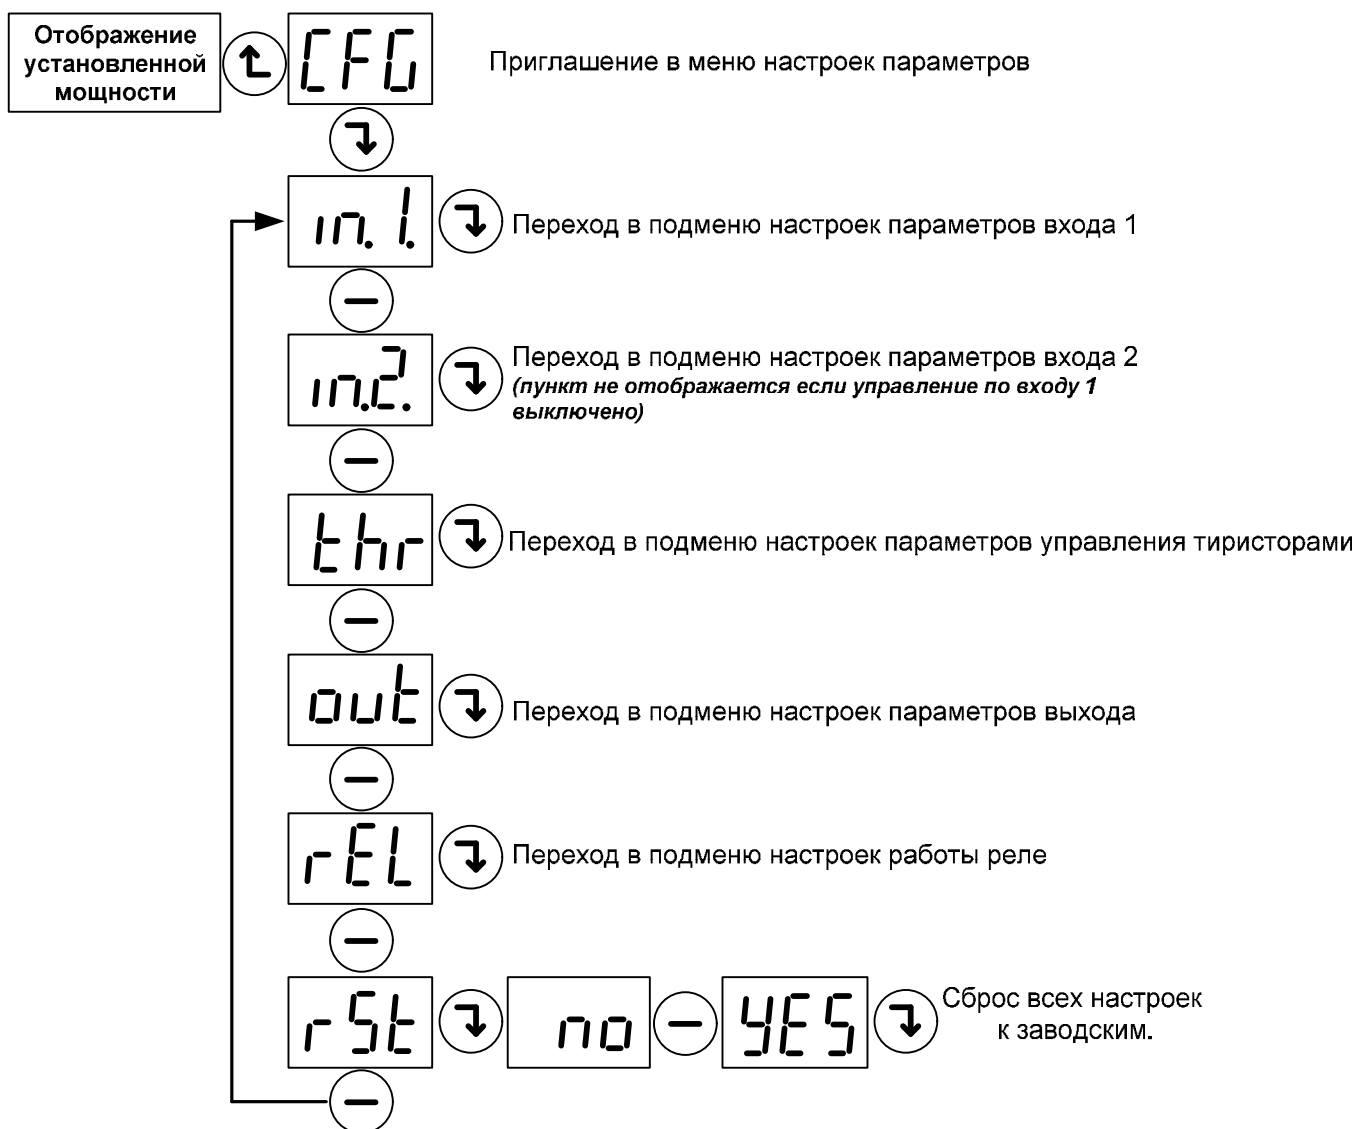 Отображение
установленной
мощности
CFG
Приглашение в меню настроек параметров
in.1.
Переход в подменю настроек параметров входа 1
in.2.
Переход в подменю настроек параметров входа 2
(пункт не отображается если управление по входу 1
выключено)
thr
Переход в подменю настроек параметров управления тиристорами
out
Переход в подменю настроек параметров выхода
rEL
Переход в подменю настроек работы реле
rSt
no
YES
Сброс всех настроек
к заводским.